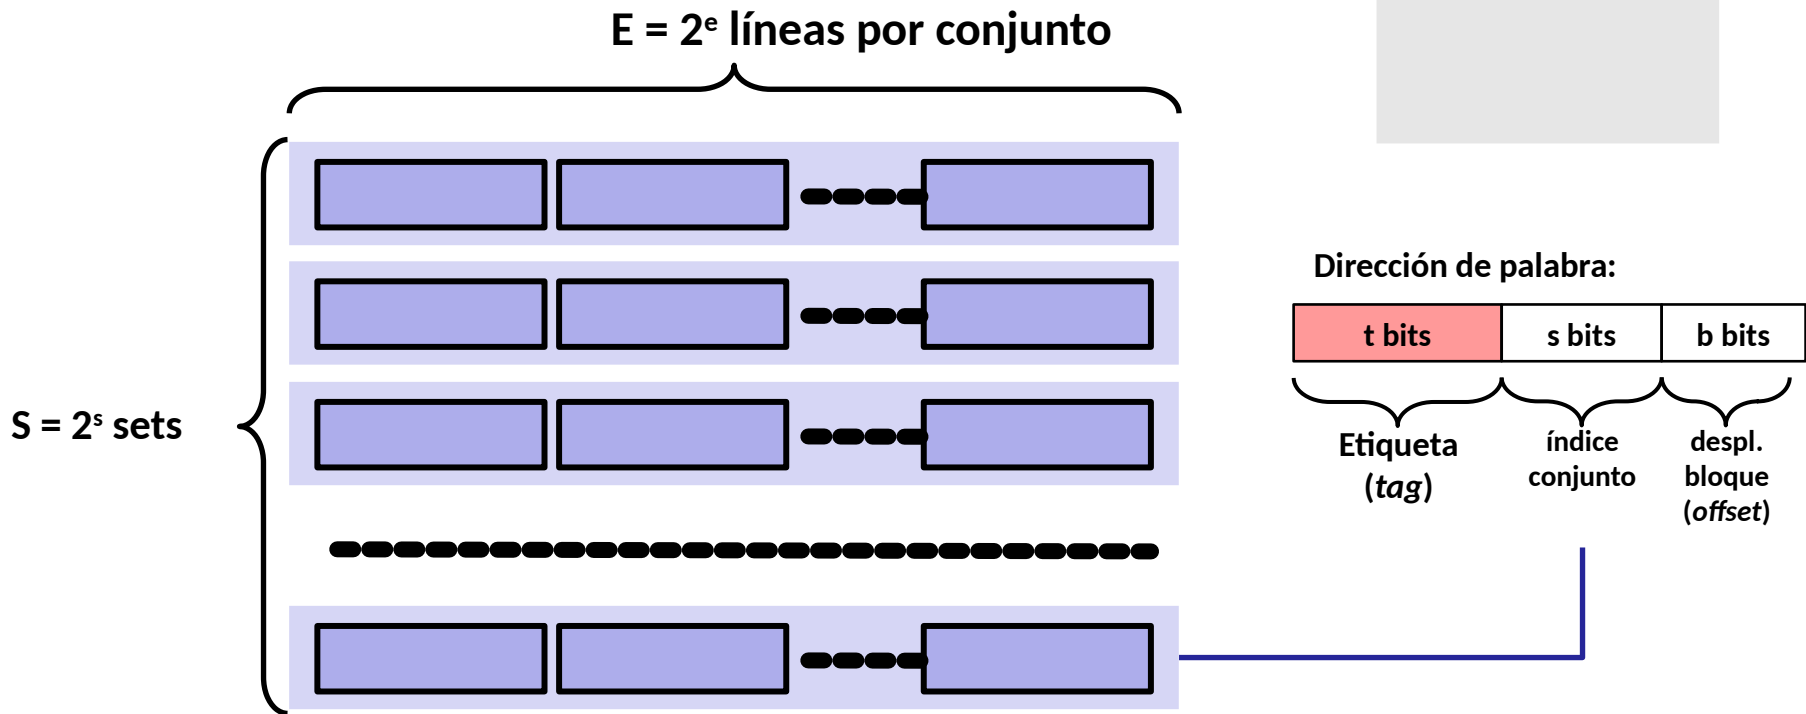 E = 2ᵉ líneas por conjunto
Dirección de palabra:
t bits s bits b bits
S = 2ˢ sets
Etiqueta
(tag)
índice
conjunto
despl.
bloque
(offset)